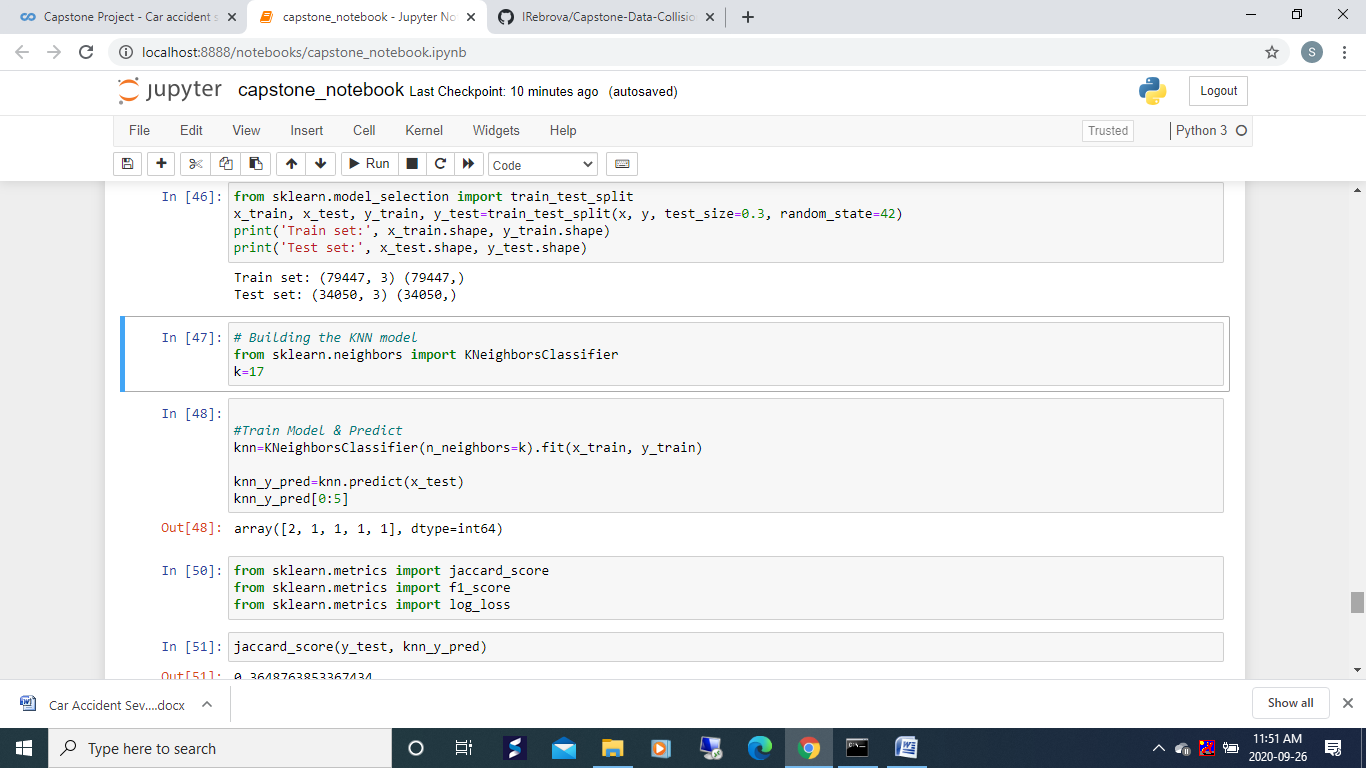 Capstone Project - Car accident s
capstone_notebook - Jupyter No
IRebrova/Capstone-Data-Collisio
localhost:8888/notebooks/capstone_notebook.ipynb
S
jupyter capstone_notebook Last Checkpoint: 10 minutes ago (autosaved)
Logout
File Edit View Insert Cell Kernel Widgets Help
Trusted
Python 3
Run
Code
In [46]:
from sklearn.model_selection import train_test_split
x_train, x_test, y_train, y_test=train_test_split(x, y, test_size=0.3, random_state=42)
print('Train set:', x_train.shape, y_train.shape)
print('Test set:', x_test.shape, y_test.shape)
Train set: (79447, 3) (79447,)
Test set: (34050, 3) (34050,)
In [47]:
# Building the KNN model
from sklearn.neighbors import KNeighborsClassifier
k=17
In [48]:
#Train Model & Predict
knn=KNeighborsClassifier(n_neighbors=k).fit(x_train, y_train)
knn_y_pred=knn.predict(x_test)
knn_y_pred[0:5]
Out[48]:
array([2, 1, 1, 1, 1], dtype=int64)
In [50]:
from sklearn.metrics import jaccard_score
from sklearn.metrics import f1_score
from sklearn.metrics import log_loss
In [51]:
jaccard_score(y_test, knn_y_pred)
Out[51]:
0.3648763853367434
Car Accident Sev....docx
Show all
Type here to search
11:51 AM
2020-09-26